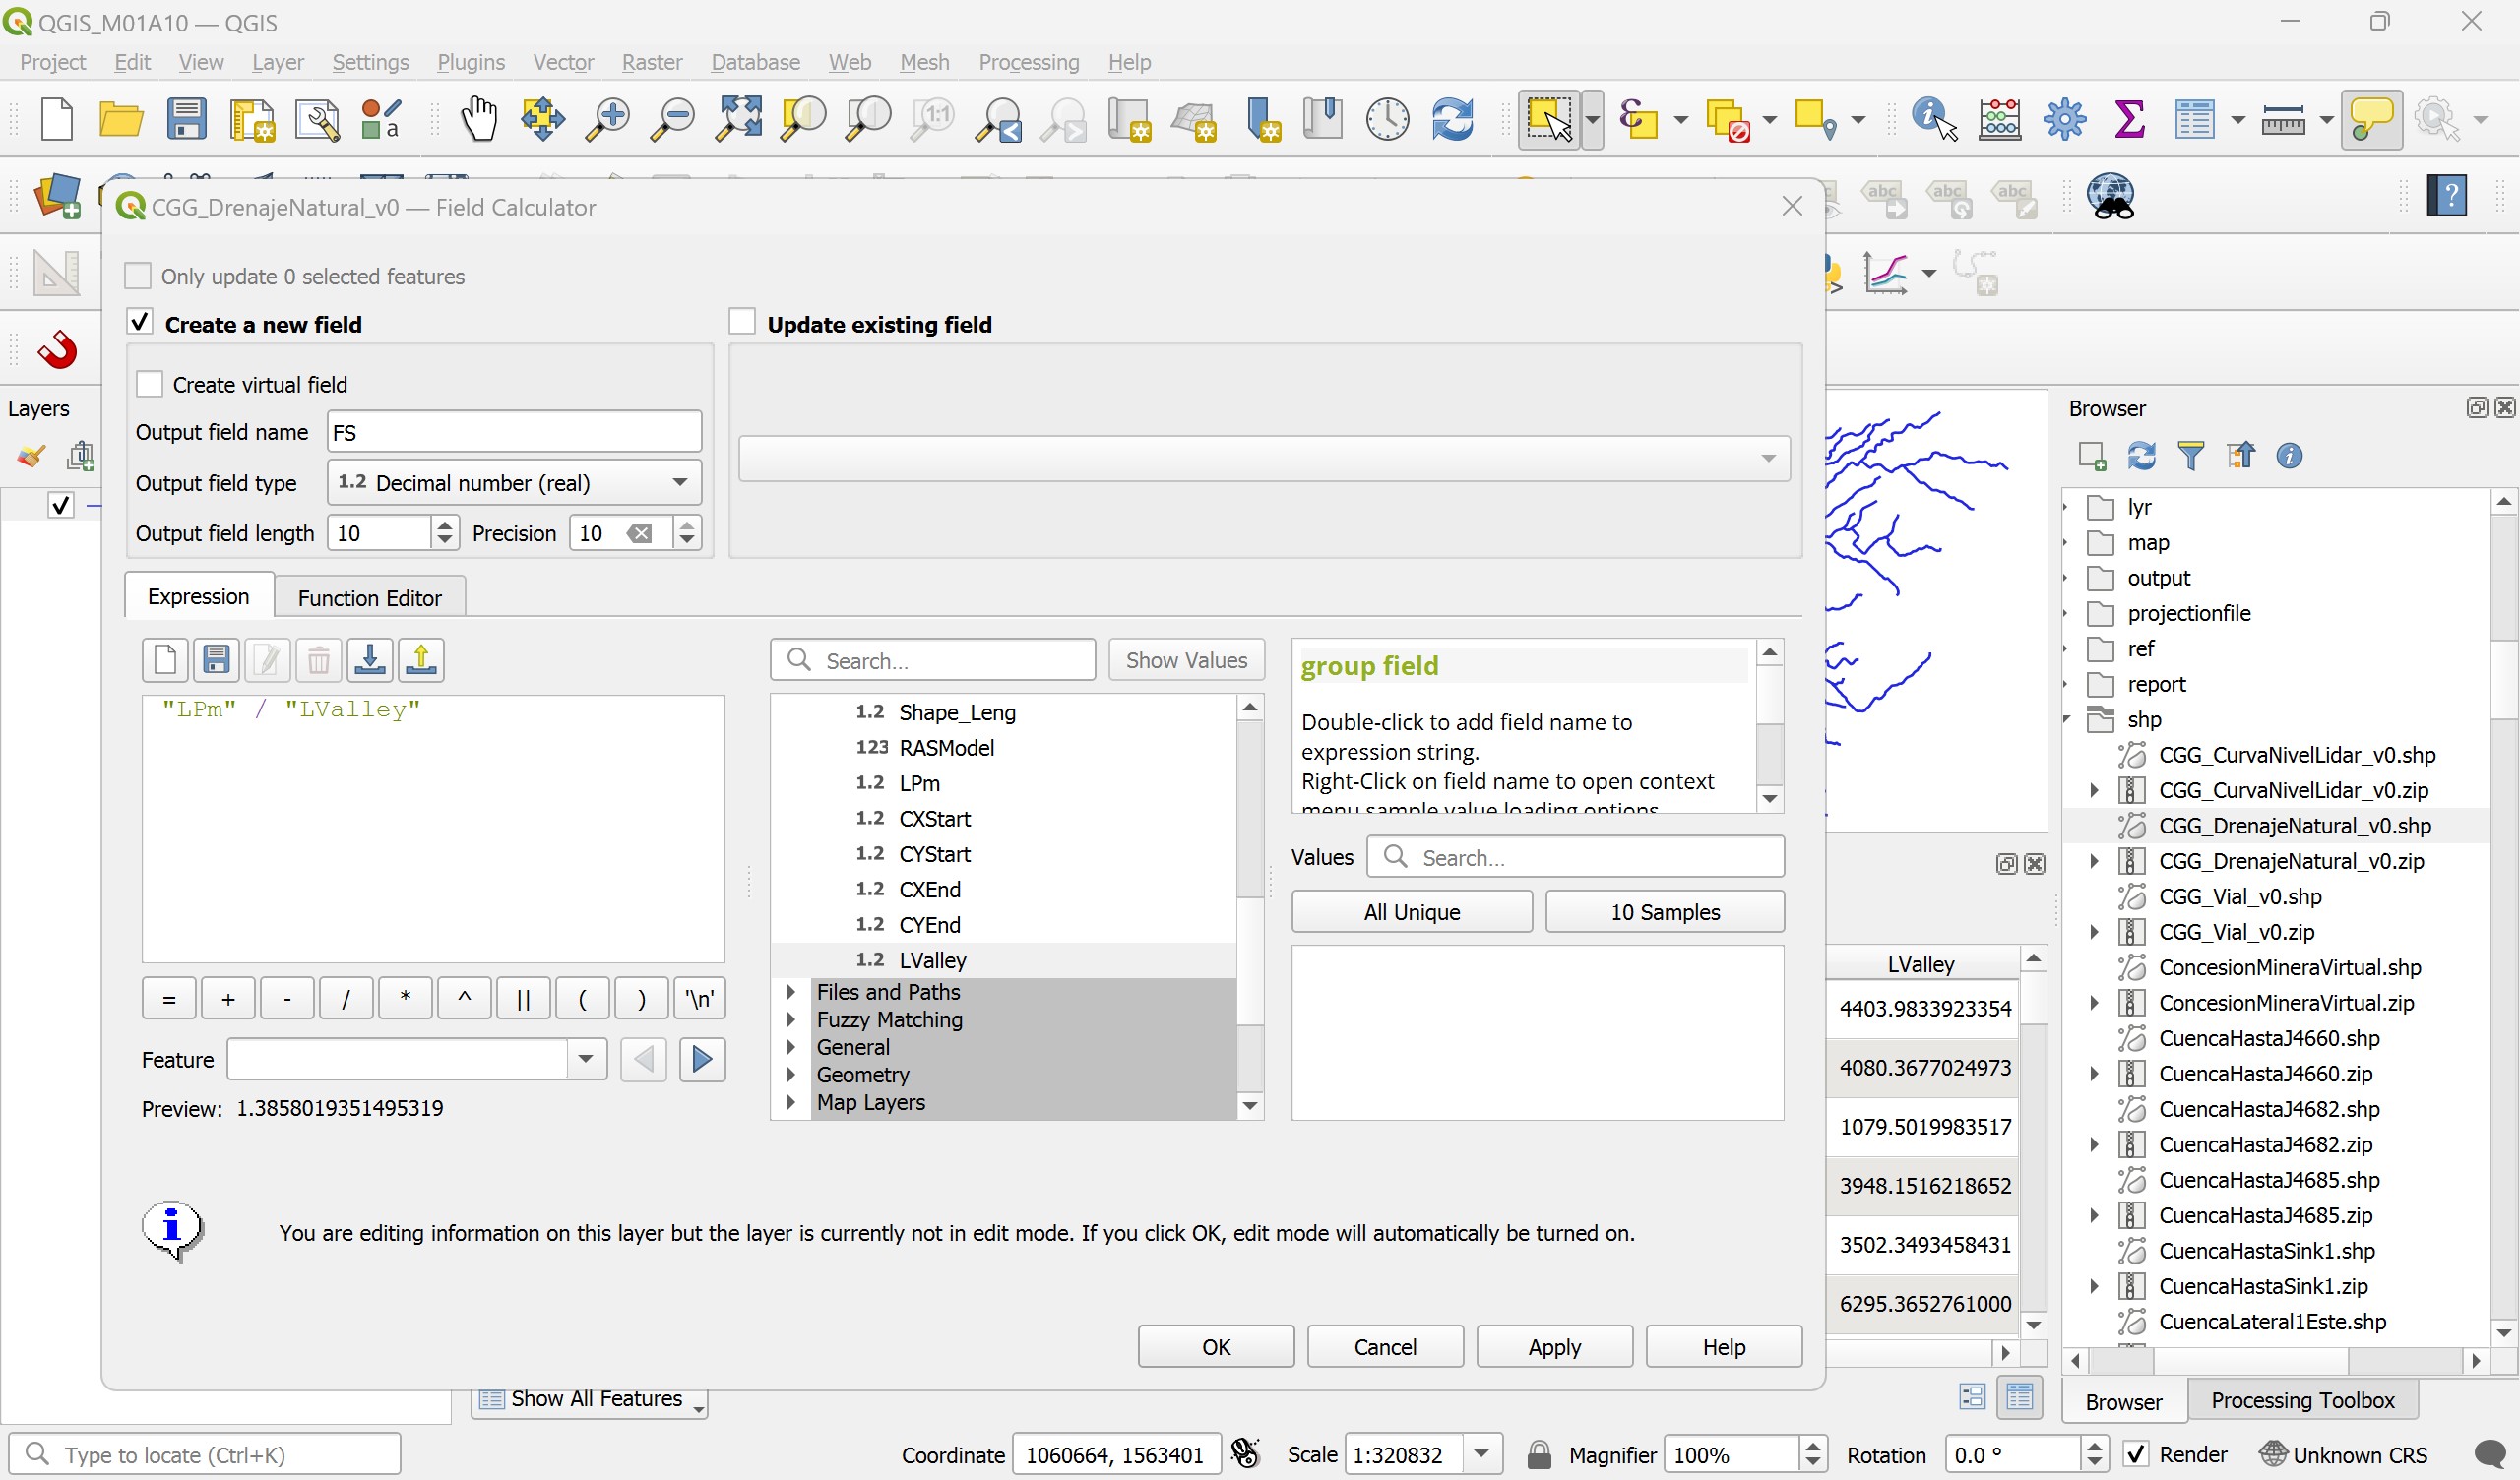 QGIS_M01A10 — QGIS
Project Edit View Layer Settings Plugins Vector Raster Database Web Mesh Processing Help
CGG_DrenajeNatural_v0 — Field Calculator
Only update 0 selected features
Create a new field
Update existing field
Create virtual field
Output field name FS
Output field type 1.2 Decimal number (real)
Output field length 10 Precision 10
Expression Function Editor
Search... Show Values
"LPm" / "LValley"
= + - / * ^ || ( ) '\n'
Feature
Preview: 1.3858019351495319
1.2 Shape_Leng
123 RASModel
1.2 LPm
1.2 CXStart
1.2 CYStart
1.2 CXEnd
1.2 CYEnd
1.2 LValley
Files and Paths
Fuzzy Matching
General
Geometry
Map Layers
group field
Double-click to add field name to
expression string.
Right-Click on field name to open context
menu sample value loading options.
Values Search...
All Unique 10 Samples
You are editing information on this layer but the layer is currently not in edit mode. If you click OK, edit mode will automatically be turned on.
OK Cancel Apply Help
Layers
LValley
4403.9833923354
4080.3677024973
1079.5019983517
3948.1516218652
3502.3493458431
6295.3652761000
Show All Features
Browser
lyr
map
output
projectionfile
ref
report
shp
CGG_CurvaNivelLidar_v0.shp
CGG_CurvaNivelLidar_v0.zip
CGG_DrenajeNatural_v0.shp
CGG_DrenajeNatural_v0.zip
CGG_Vial_v0.shp
CGG_Vial_v0.zip
ConcesionMineraVirtual.shp
ConcesionMineraVirtual.zip
CuencaHastaJ4660.shp
CuencaHastaJ4660.zip
CuencaHastaJ4682.shp
CuencaHastaJ4682.zip
CuencaHastaJ4685.shp
CuencaHastaJ4685.zip
CuencaHastaSink1.shp
CuencaHastaSink1.zip
CuencaLateral1Este.shp
Browser Processing Toolbox
Type to locate (Ctrl+K) Coordinate 1060664, 1563401 Scale 1:320832 Magnifier 100% Rotation 0.0 ° Render Unknown CRS